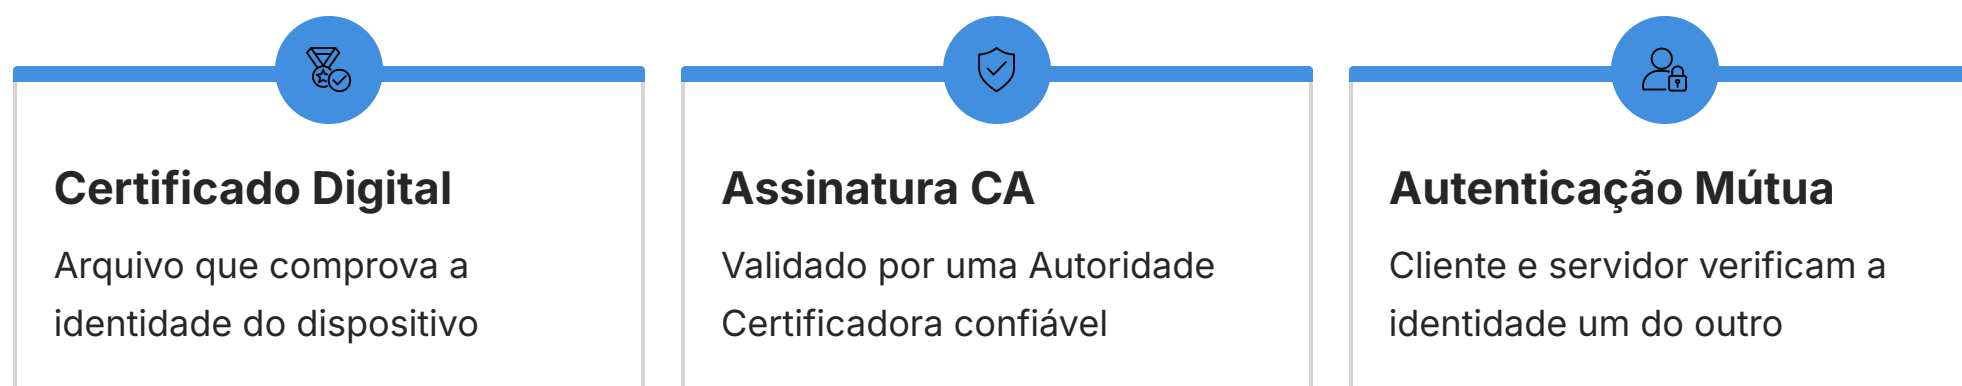 Certificado Digital
Arquivo que comprova a
identidade do dispositivo
Assinatura CA
Validado por uma Autoridade
Certificadora confiável
Autenticação Mútua
Cliente e servidor verificam a
identidade um do outro